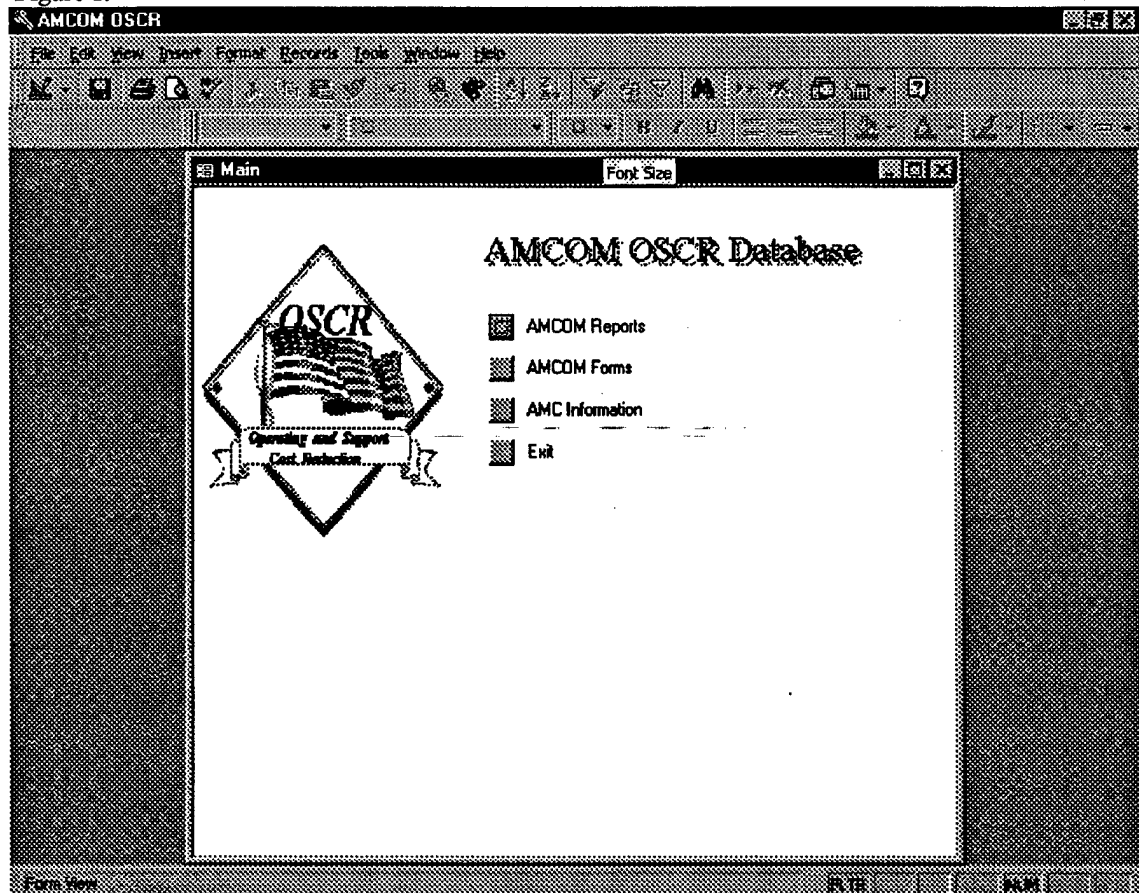 AMCOM OSCR
File Edit View Insert Format Records Tools Window Help
B I U
Main
Font Size
AMCOM OSCR Database
OSCR
Operating and Support
Cost Reduction
AMCOM Reports
AMCOM Forms
AMC Information
Exit
Form View
NUM